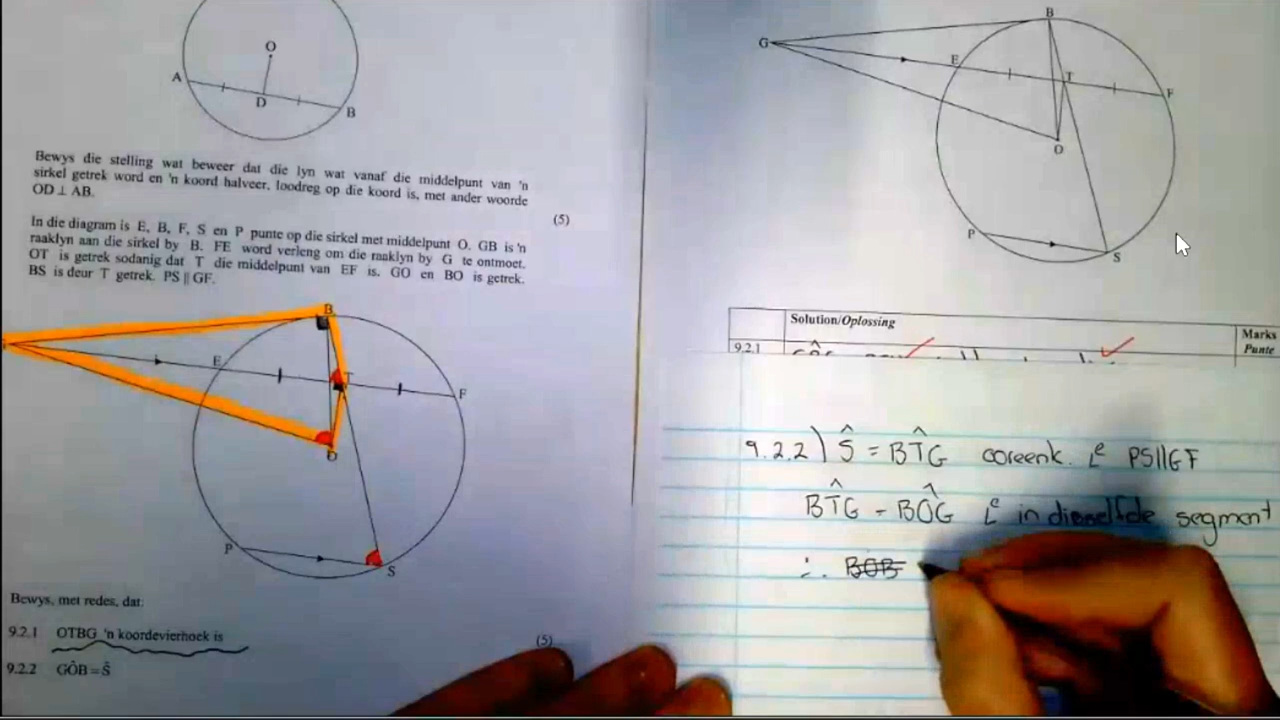 O
A
D
B
Bewys die stelling wat beweer dat die lyn wat vanaf die middelpunt van 'n
sirkel getrek word en 'n koord halveer, loodreg op die koord is, met ander woorde
OD ⊥ AB.
(5)
In die diagram is E, B, F, S en P punte op die sirkel met middelpunt O. GB is 'n
raaklyn aan die sirkel by B. FE word verleng om die raaklyn by G te ontmoet.
OT is getrek sodanig dat T die middelpunt van EF is. GO en BO is getrek.
BS is deur T getrek. PS || GF.
B
E
T
F
O
P
S
Bewys, met redes, dat:
9.2.1 OTBG 'n koordevierhoek is
(5)
9.2.2 GÔB = Ŝ
B
G
E
T
F
O
P
S
Solution/Oplossing
Marks
Punte
9.2.1
9.2.2) Ŝ = BT̂G ooreenk. ∠e PS||GF
BT̂G = BÔG ∠e in dieselfde segment
∴ BOB